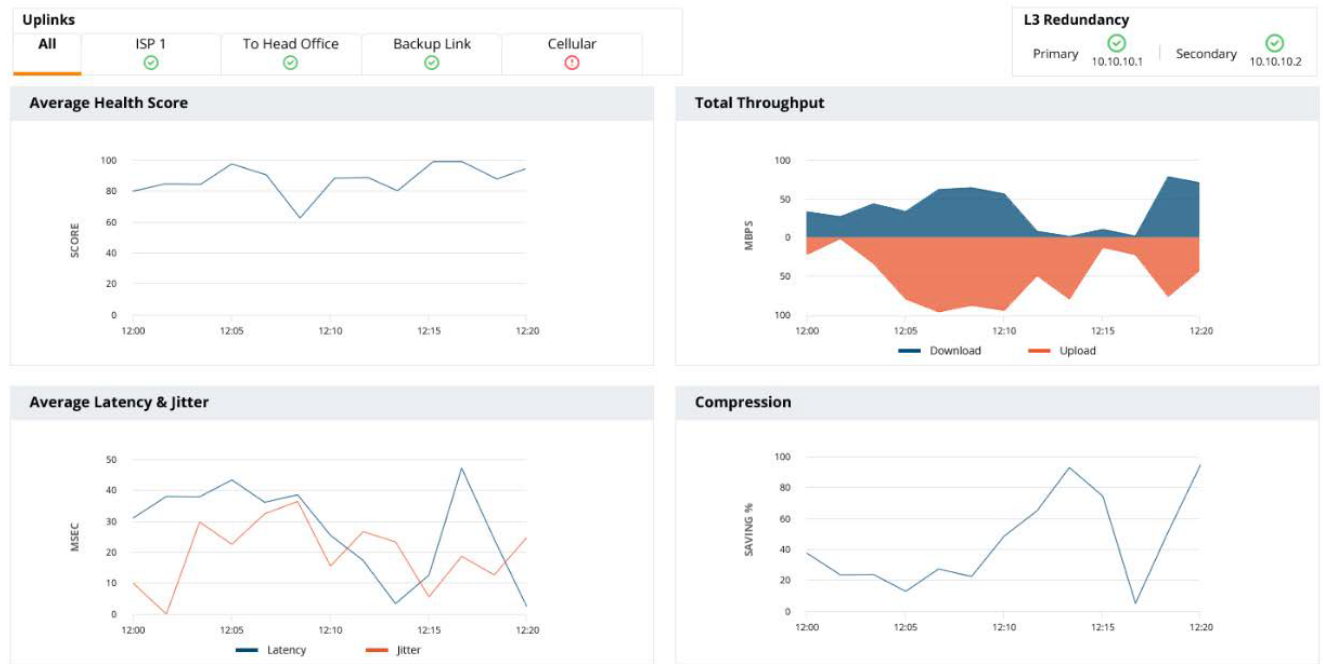 Uplinks
All ISP 1 To Head Office Backup Link Cellular
L3 Redundancy
Primary 10.10.10.1 Secondary 10.10.10.2
Average Health Score
100
80
60
40
20
0
SCORE
12:00 12:05 12:10 12:15 12:20
Total Throughput
100
50
0
50
100
MBPS
12:00 12:05 12:10 12:15 12:20
Download Upload
Average Latency & Jitter
50
40
30
20
10
0
MSEC
12:00 12:05 12:10 12:15 12:20
Latency Jitter
Compression
100
80
60
40
20
0
SAVING %
12:00 12:05 12:10 12:15 12:20